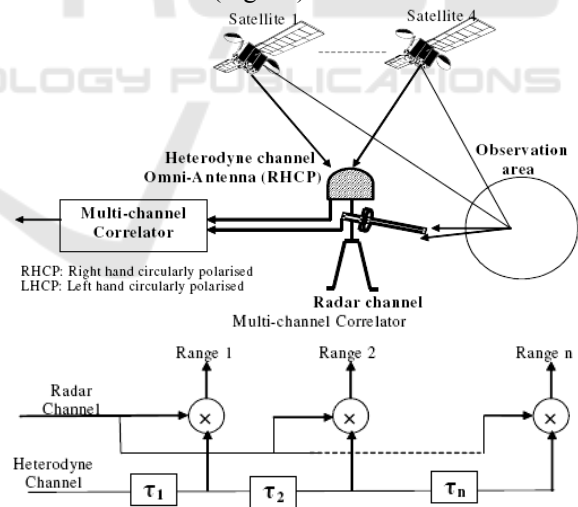 Satellite 1
Satellite 4
OLOGY PUBLICATIONS
Heterodyne channel
Omni-Antenna (RHCP)
Observation
area
Multi-channel
Correlator
RHCP: Right hand circularly polarised
LHCP: Left hand circularly polarised
Radar channel
Multi-channel Correlator
Range 1
Range 2
Range n
Radar
Channel
× × ×
Heterodyne
Channel
τ1 τ2 τn